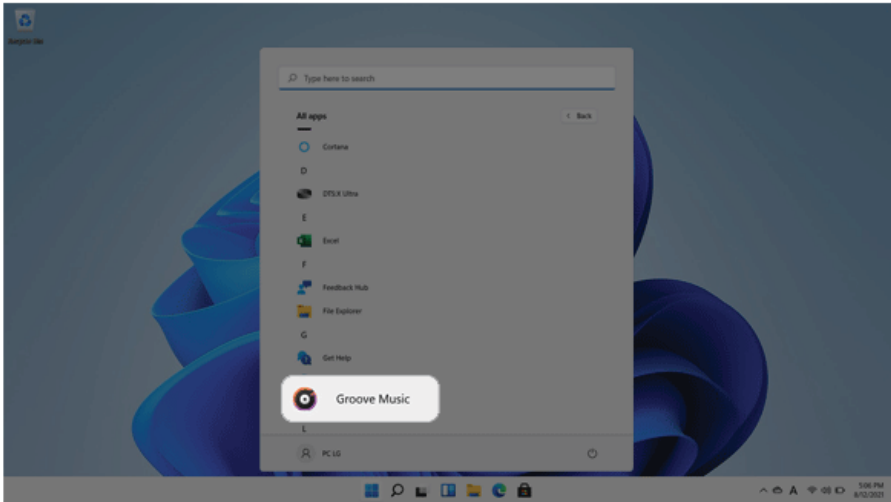 Recycle Bin
Type here to search
All apps
Back
Cortana
D
DTS:X Ultra
E
Excel
F
Feedback Hub
File Explorer
G
Get Help
Groove Music
L
PC LG
A
5:06 PM
8/12/2021